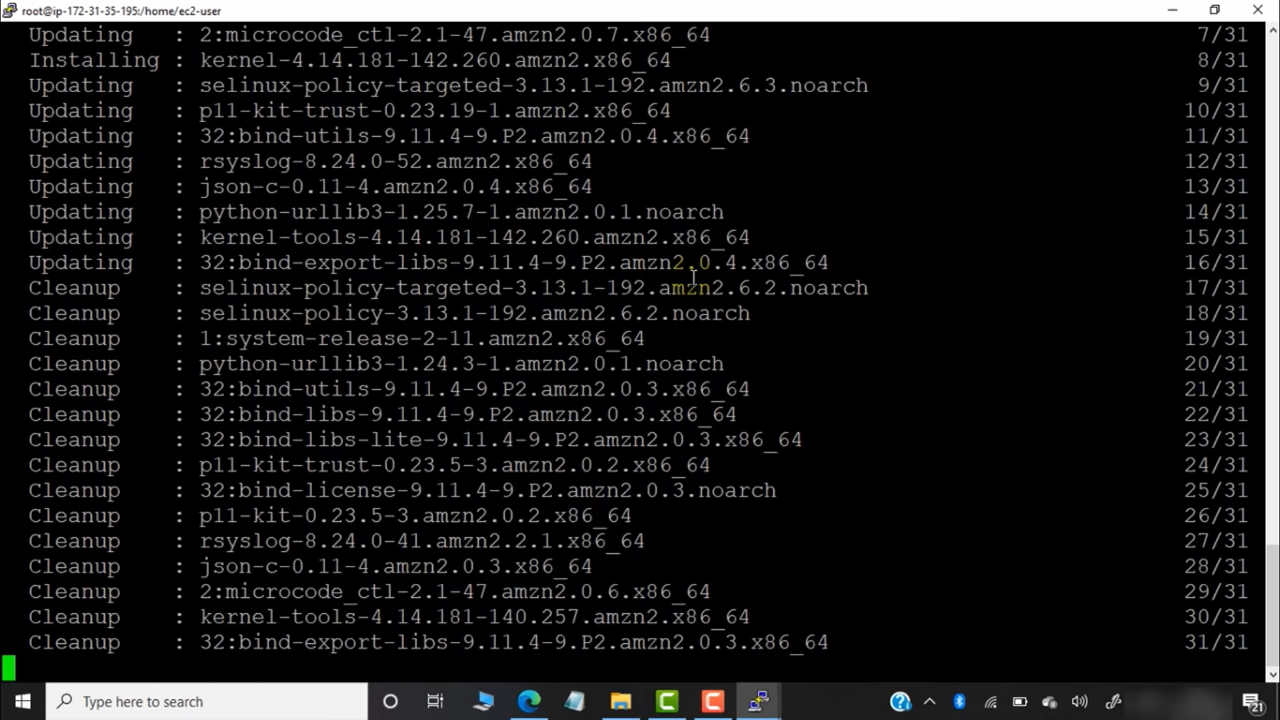 root@ip-172-31-35-195:/home/ec2-user
Updating : 2:microcode_ctl-2.1-47.amzn2.0.7.x86_64 7/31
Installing : kernel-4.14.181-142.260.amzn2.x86_64 8/31
Updating : selinux-policy-targeted-3.13.1-192.amzn2.6.3.noarch 9/31
Updating : p11-kit-trust-0.23.19-1.amzn2.x86_64 10/31
Updating : 32:bind-utils-9.11.4-9.P2.amzn2.0.4.x86_64 11/31
Updating : rsyslog-8.24.0-52.amzn2.x86_64 12/31
Updating : json-c-0.11-4.amzn2.0.4.x86_64 13/31
Updating : python-urllib3-1.25.7-1.amzn2.0.1.noarch 14/31
Updating : kernel-tools-4.14.181-142.260.amzn2.x86_64 15/31
Updating : 32:bind-export-libs-9.11.4-9.P2.amzn2.0.4.x86_64 16/31
Cleanup : selinux-policy-targeted-3.13.1-192.amzn2.6.2.noarch 17/31
Cleanup : selinux-policy-3.13.1-192.amzn2.6.2.noarch 18/31
Cleanup : 1:system-release-2-11.amzn2.x86_64 19/31
Cleanup : python-urllib3-1.24.3-1.amzn2.0.1.noarch 20/31
Cleanup : 32:bind-utils-9.11.4-9.P2.amzn2.0.3.x86_64 21/31
Cleanup : 32:bind-libs-9.11.4-9.P2.amzn2.0.3.x86_64 22/31
Cleanup : 32:bind-libs-lite-9.11.4-9.P2.amzn2.0.3.x86_64 23/31
Cleanup : p11-kit-trust-0.23.5-3.amzn2.0.2.x86_64 24/31
Cleanup : 32:bind-license-9.11.4-9.P2.amzn2.0.3.noarch 25/31
Cleanup : p11-kit-0.23.5-3.amzn2.0.2.x86_64 26/31
Cleanup : rsyslog-8.24.0-41.amzn2.2.1.x86_64 27/31
Cleanup : json-c-0.11-4.amzn2.0.3.x86_64 28/31
Cleanup : 2:microcode_ctl-2.1-47.amzn2.0.6.x86_64 29/31
Cleanup : kernel-tools-4.14.181-140.257.amzn2.x86_64 30/31
Cleanup : 32:bind-export-libs-9.11.4-9.P2.amzn2.0.3.x86_64 31/31
Type here to search
21